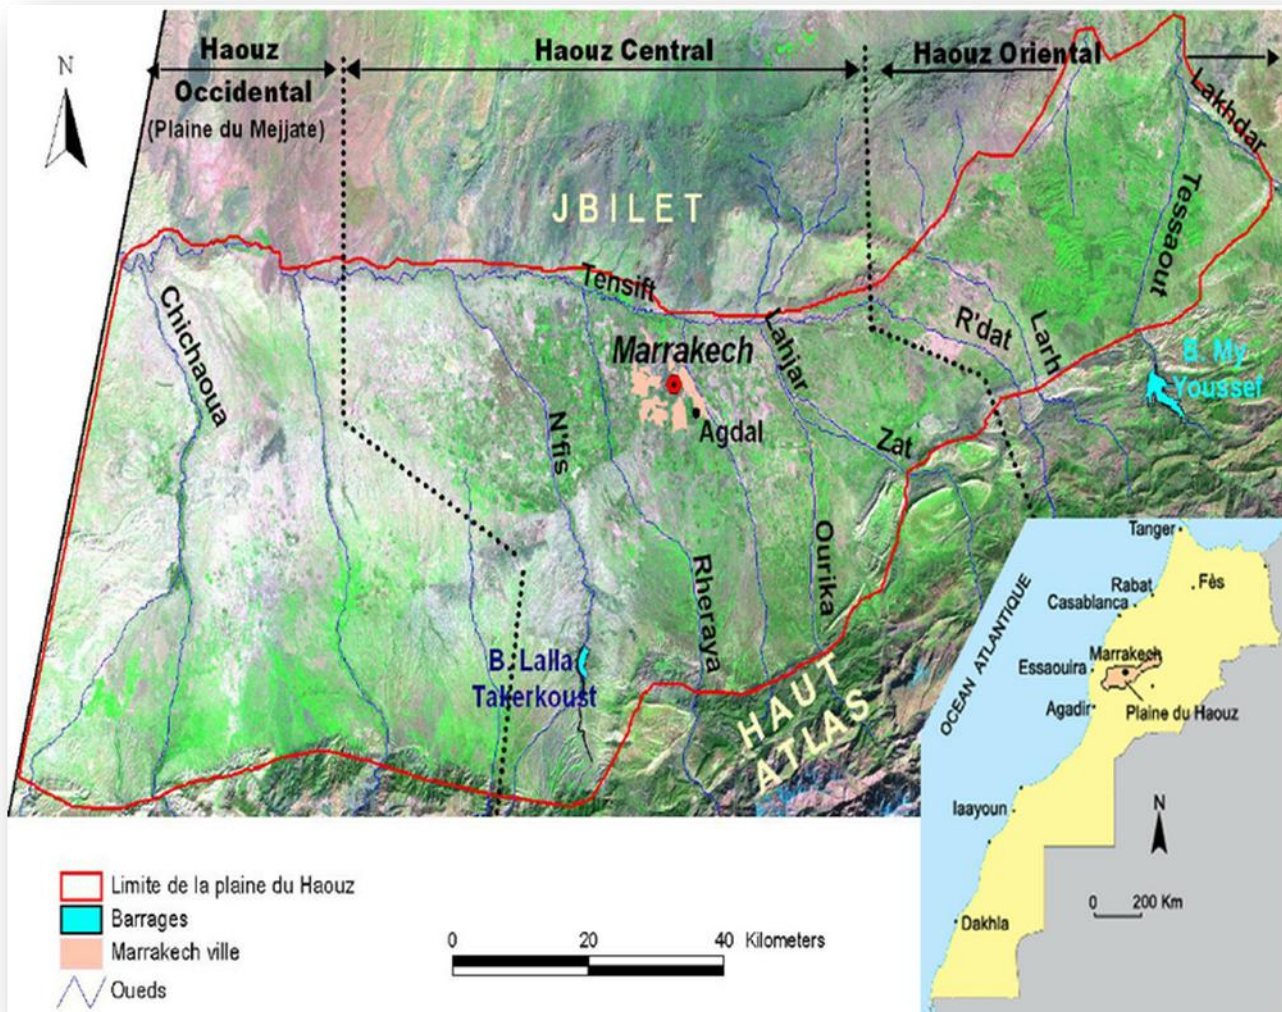 N
Haouz
Occidental
(Plaine du Mejjate)
Haouz Central
Haouz Oriental
Lakhdar
JBILET
Tessaout
Tensift
Chichaoua
R'dat
Larh
Lahjar
Marrakech
B. My
Youssef
Agdal
N'fis
Zat
Ourika
Rheraya
B. Lalla
Takerkoust
HAUT
ATLAS
Tanger
Rabat
Fès
Casablanca
OCEAN ATLANTIQUE
Marrakech
Essaouira
Agadir
Plaine du Haouz
laayoun
N
0 200 Km
Dakhla
Limite de la plaine du Haouz
Barrages
Marrakech ville
Oueds
0 20 40 Kilometers